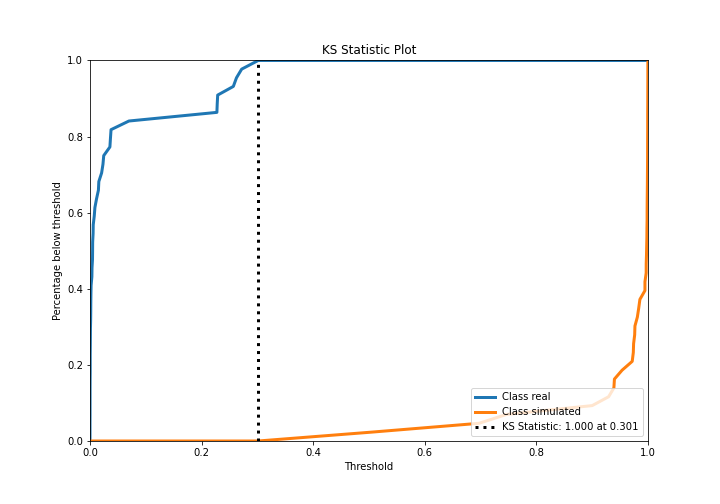 KS Statistic Plot
1.0
0.8
0.6
0.4
0.2
0.0
Percentage below threshold
0.0 0.2 0.4 0.6 0.8 1.0
Threshold
Class real
Class simulated
KS Statistic: 1.000 at 0.301